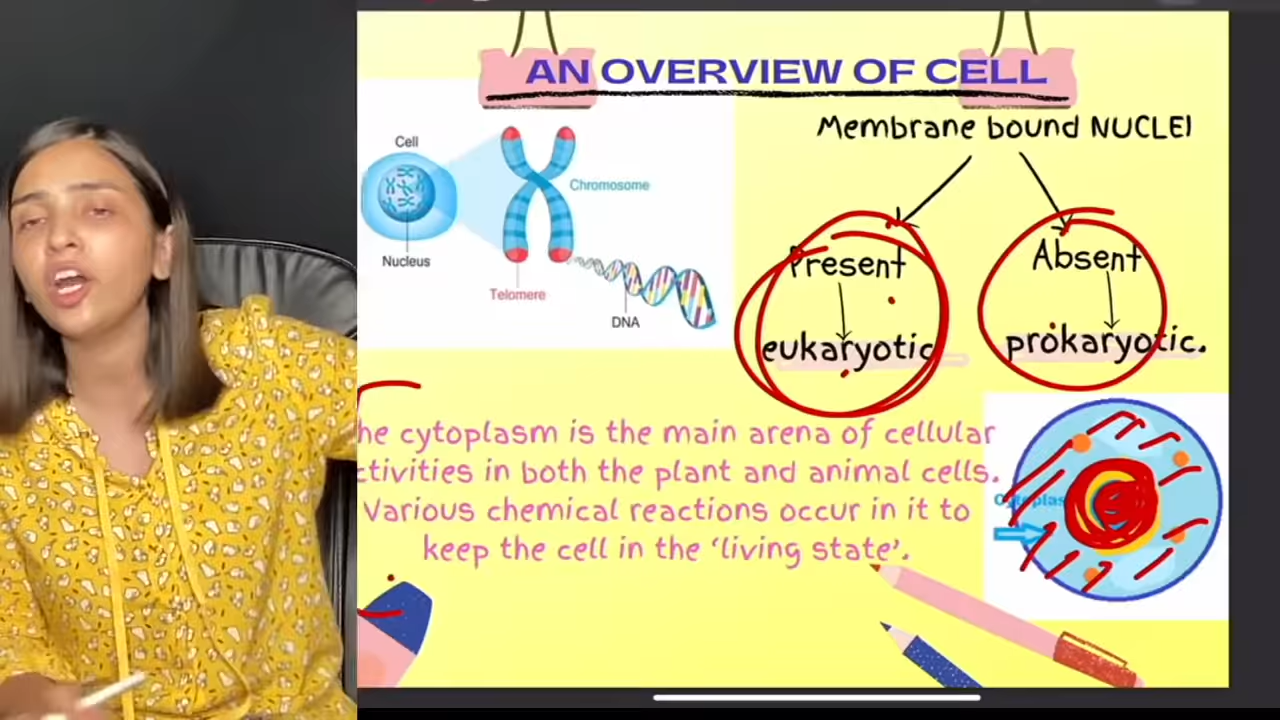 AN OVERVIEW OF CELL
Membrane bound NUCLEI
Cell
Chromosome
Nucleus
Telomere
DNA
Present
Absent
eukaryotic
prokaryotic.
he cytoplasm is the main arena of cellular
ctivities in both the plant and animal cells.
Various chemical reactions occur in it to
keep the cell in the ‘living state’.